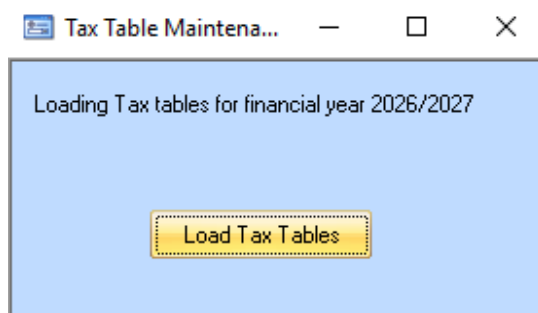 Tax Table Maintena...
Loading Tax tables for financial year 2026/2027
Load Tax Tables